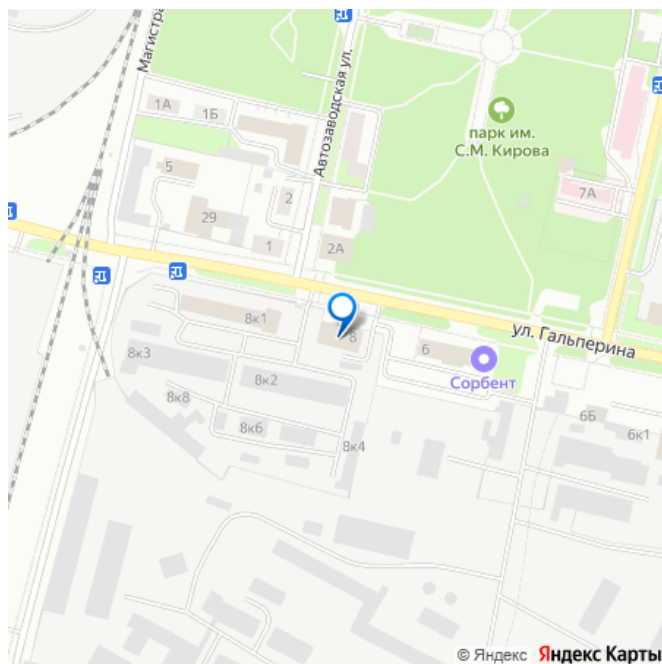 Магистра
Автозаводская ул.
1А
1Б
парк им.
С.М. Кирова
5
2
7А
29
1
2А
ул. Гальперина
8к1
8
8к3
6
Сорбент
8к2
8к8
6Б
8к6
8к4
6к1
© Яндекс Яндекс Карты